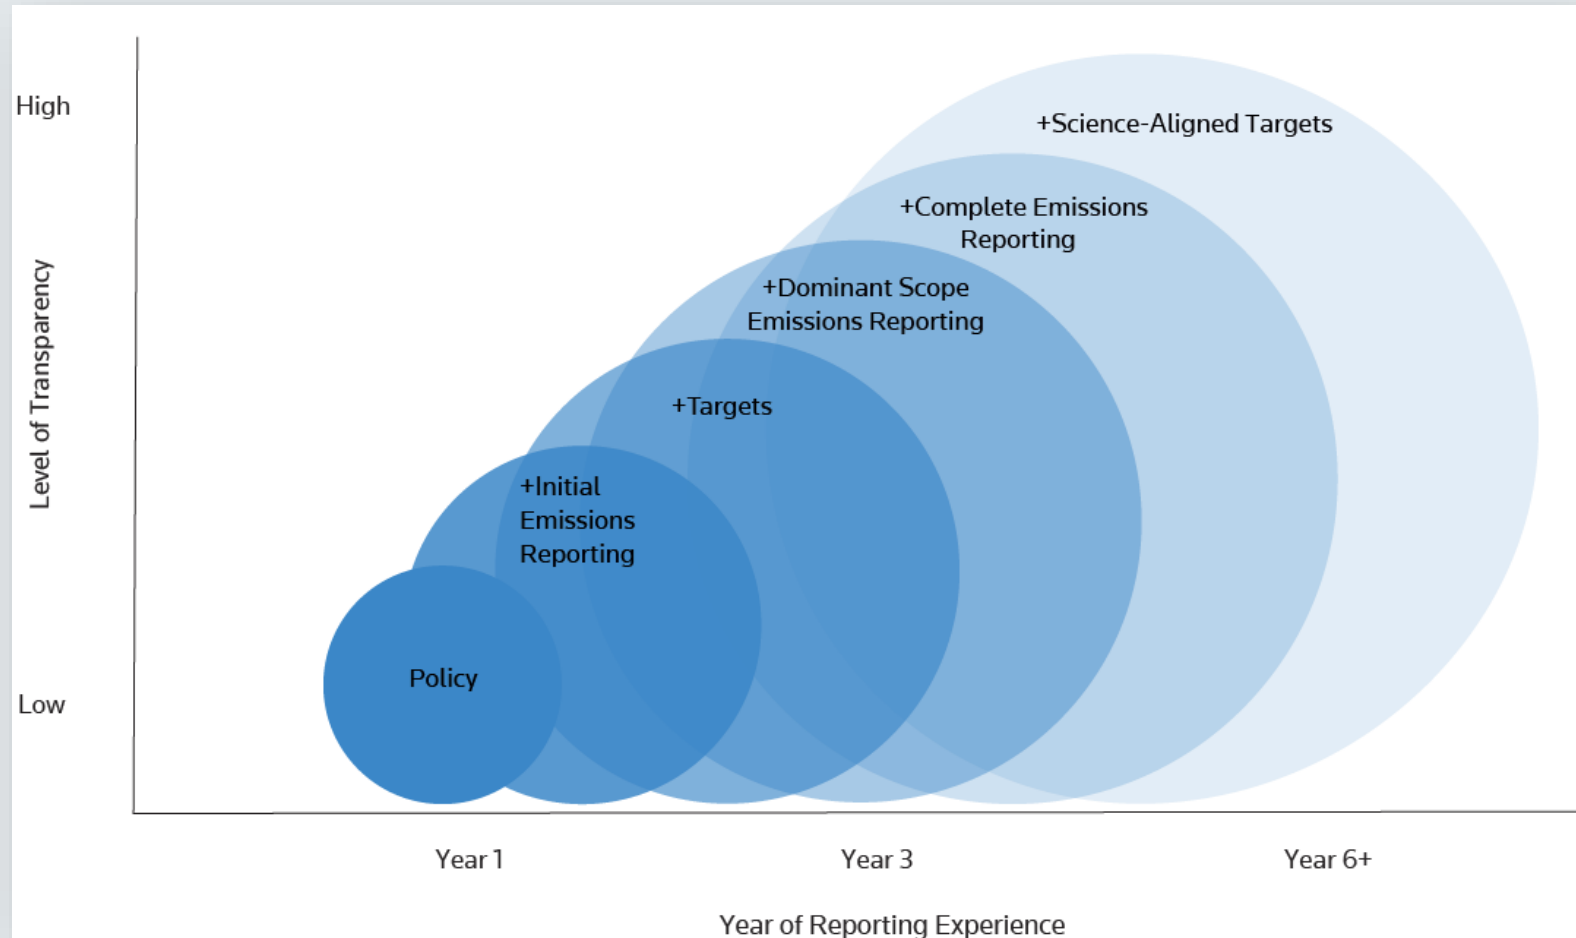 High
+Science-Aligned Targets
+Complete Emissions
Reporting
+Dominant Scope
Emissions Reporting
Level of Transparency
+Targets
+Initial
Emissions
Reporting
Policy
Low
Year 1
Year 3
Year 6+
Year of Reporting Experience